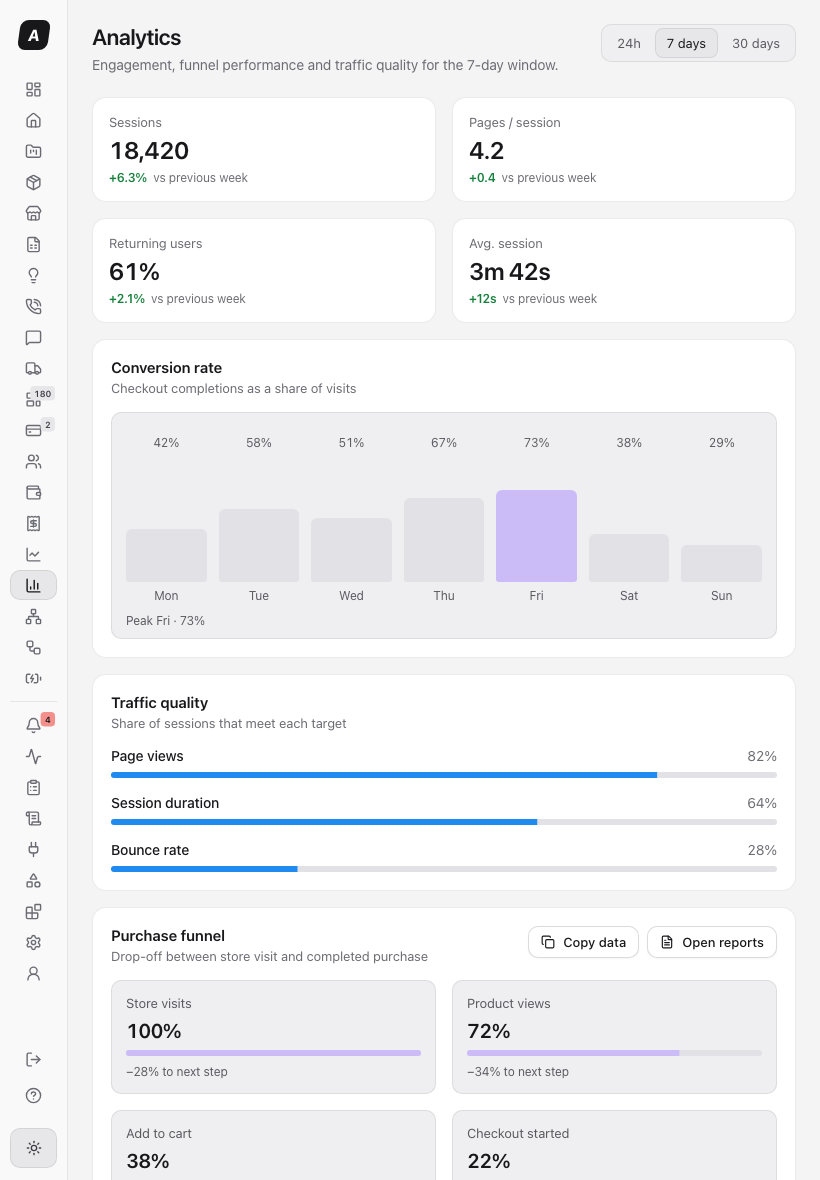 A
180
2
4
Analytics
Engagement, funnel performance and traffic quality for the 7-day window.
24h
7 days
30 days
Sessions
18,420
+6.3% vs previous week
Pages / session
4.2
+0.4 vs previous week
Returning users
61%
+2.1% vs previous week
Avg. session
3m 42s
+12s vs previous week
Conversion rate
Checkout completions as a share of visits
42% 58% 51% 67% 73% 38% 29%
Mon Tue Wed Thu Fri Sat Sun
Peak Fri · 73%
Traffic quality
Share of sessions that meet each target
Page views 82%
Session duration 64%
Bounce rate 28%
Purchase funnel
Drop-off between store visit and completed purchase
Copy data
Open reports
Store visits
100%
−28% to next step
Product views
72%
−34% to next step
Add to cart
38%
Checkout started
22%